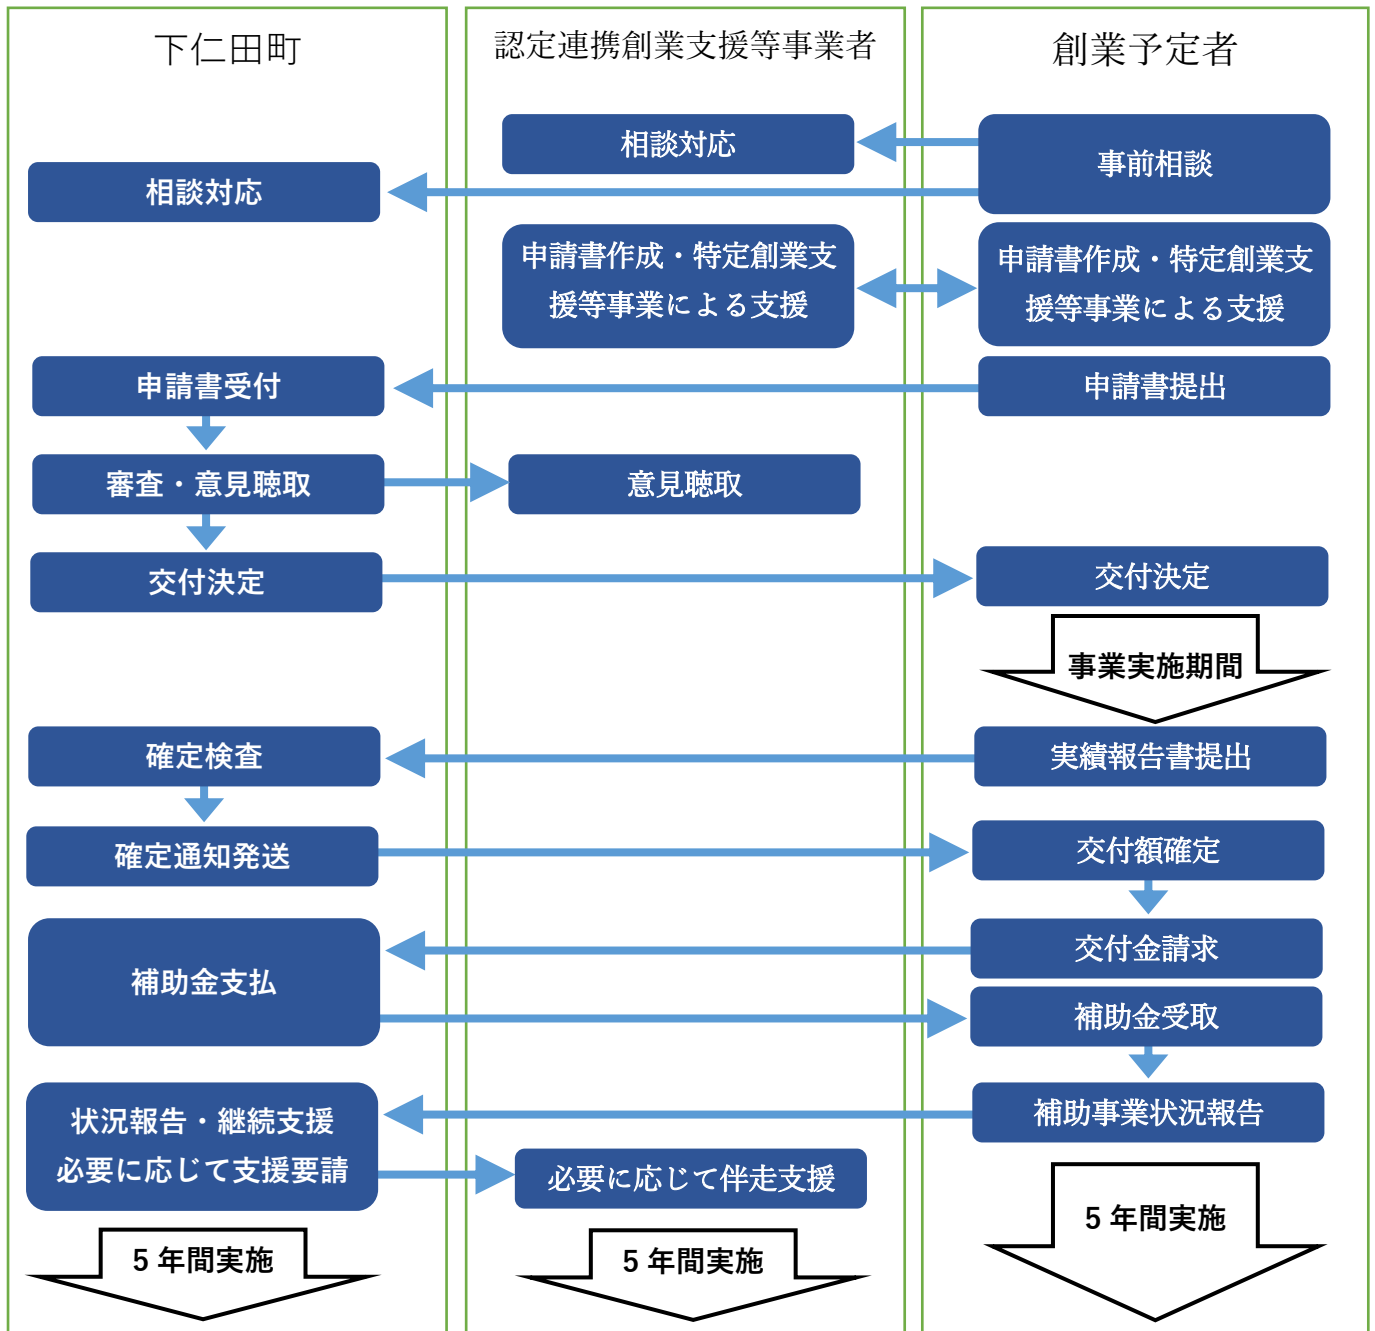 下仁田町
認定連携創業支援等事業者
創業予定者
相談対応
事前相談
相談対応
申請書作成・特定創業支
援等事業による支援
申請書作成・特定創業支
援等事業による支援
申請書受付
申請書提出
審査・意見聴取
意見聴取
交付決定
交付決定
事業実施期間
確定検査
実績報告書提出
確定通知発送
交付額確定
補助金支払
交付金請求
補助金受取
状況報告・継続支援
必要に応じて支援要請
補助事業状況報告
必要に応じて伴走支援
5 年間実施
5 年間実施
5 年間実施